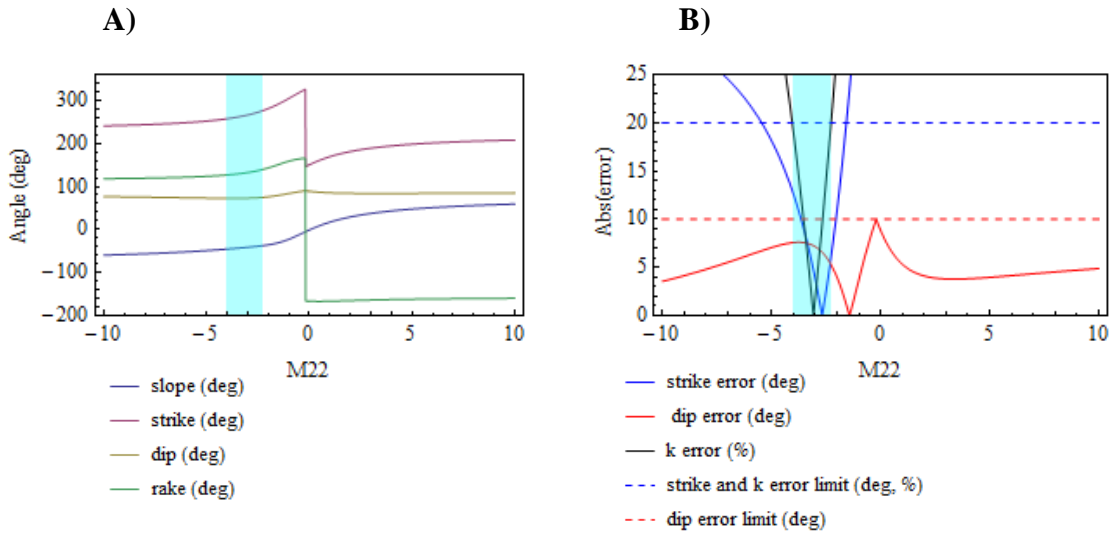 A)
B)
300
200
100
0
−100
−200
Angle (deg)
−10
−5
0
5
10
M22
slope (deg)
strike (deg)
dip (deg)
rake (deg)
25
20
15
10
5
0
Abs(error)
−10
−5
0
5
10
M22
strike error (deg)
dip error (deg)
k error (%)
strike and k error limit (deg, %)
dip error limit (deg)